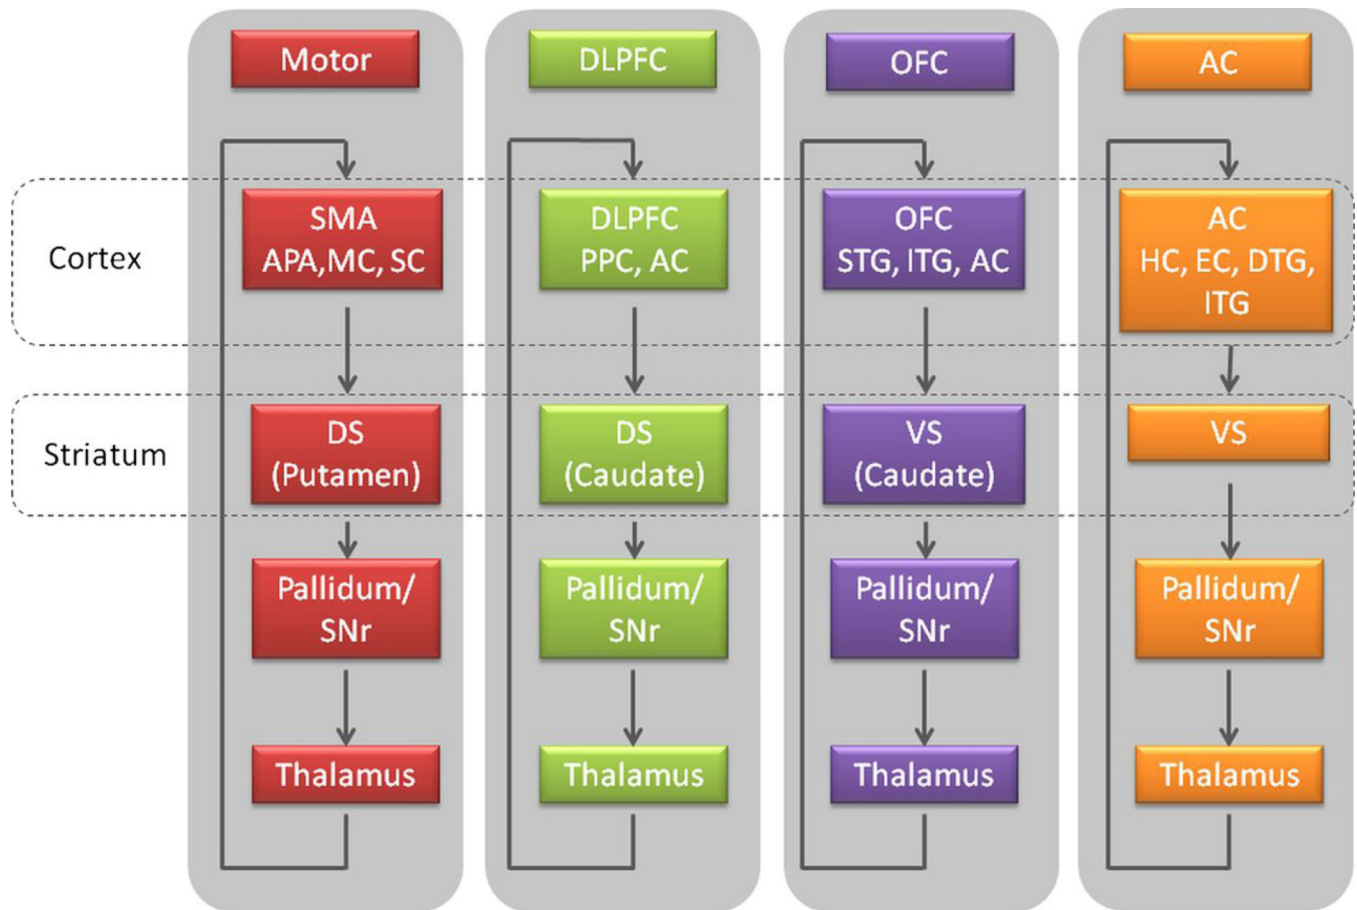 Motor
DLPFC
OFC
AC
Cortex
SMA
APA,MC, SC
DLPFC
PPC, AC
OFC
STG, ITG, AC
AC
HC, EC, DTG,
ITG
Striatum
DS
(Putamen)
DS
(Caudate)
VS
(Caudate)
VS
Pallidum/
SNr
Pallidum/
SNr
Pallidum/
SNr
Pallidum/
SNr
Thalamus
Thalamus
Thalamus
Thalamus